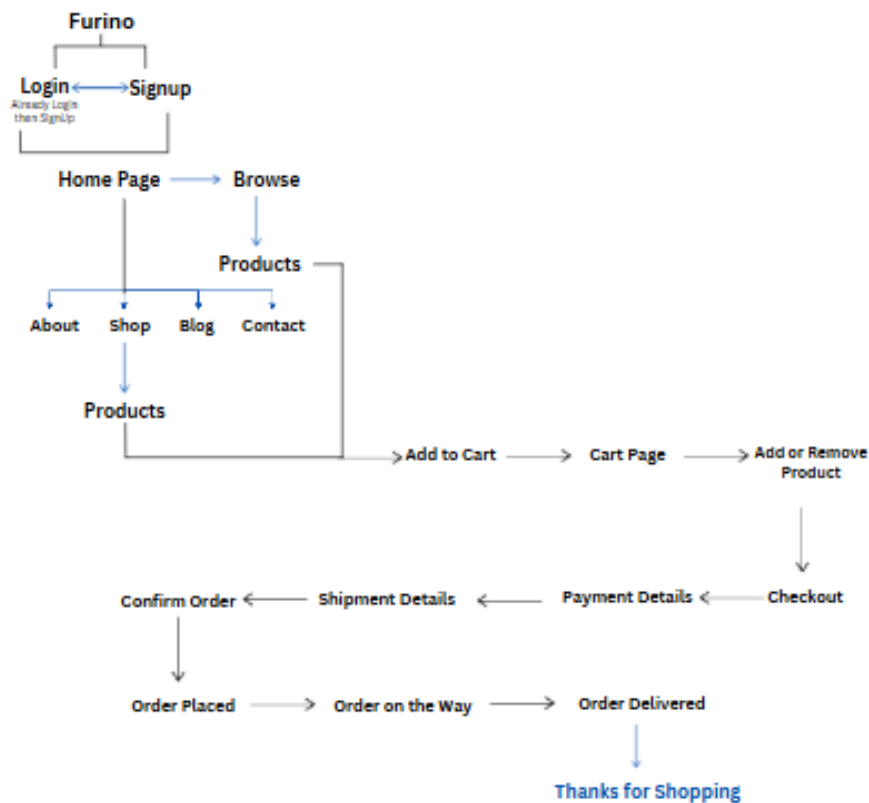 Furino
Login
Signup
Already Login
then SignUp
Home Page
Browse
Products
About
Shop
Blog
Contact
Products
Add to Cart
Cart Page
Add or Remove
Product
Confirm Order
Shipment Details
Payment Details
Checkout
Order Placed
Order on the Way
Order Delivered
Thanks for Shopping